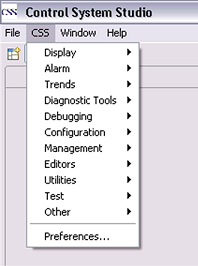 CSS Control System Studio
File CSS Window Help
Display
Alarm
Trends
Diagnostic Tools
Debugging
Configuration
Management
Editors
Utilities
Test
Other
Preferences...